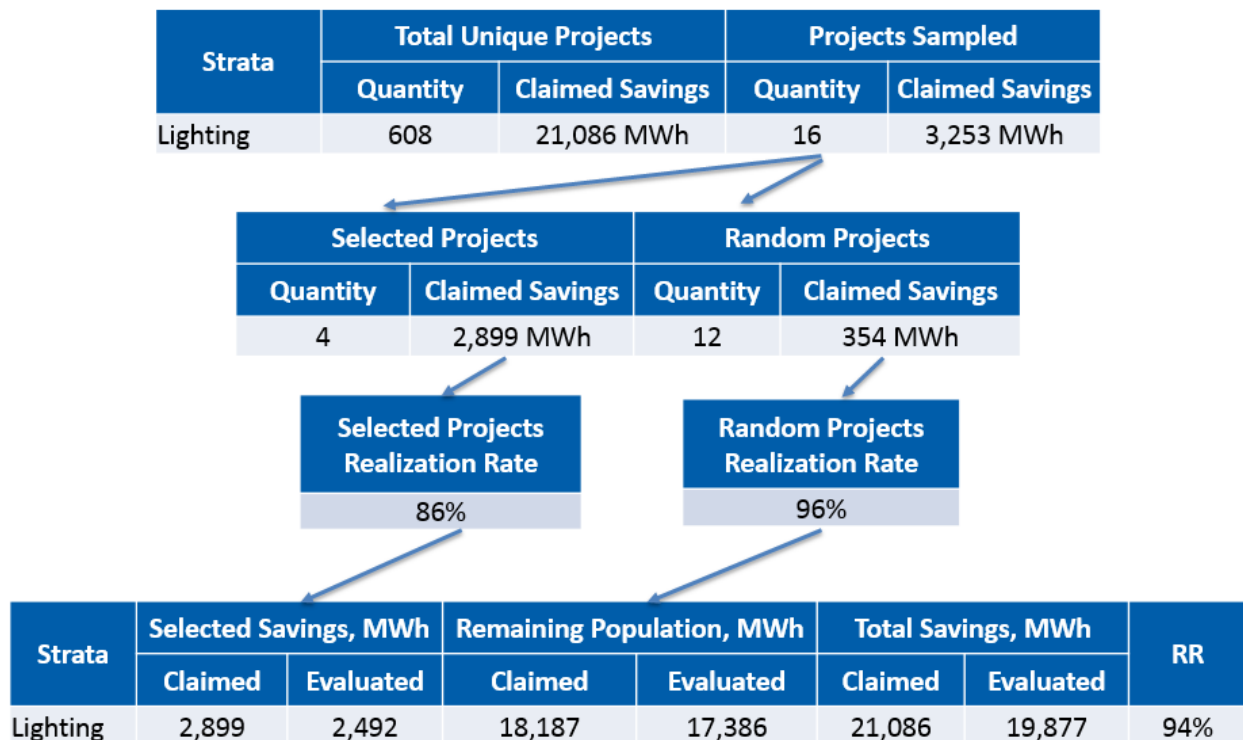 Strata Total Unique Projects Projects Sampled
Quantity Claimed Savings Quantity Claimed Savings
Lighting 608 21,086 MWh 16 3,253 MWh
Selected Projects Random Projects
Quantity Claimed Savings Quantity Claimed Savings
4 2,899 MWh 12 354 MWh
Selected Projects
Realization Rate
86%
Random Projects
Realization Rate
96%
Strata Selected Savings, MWh Remaining Population, MWh Total Savings, MWh RR
Claimed Evaluated Claimed Evaluated Claimed Evaluated
Lighting 2,899 2,492 18,187 17,386 21,086 19,877 94%